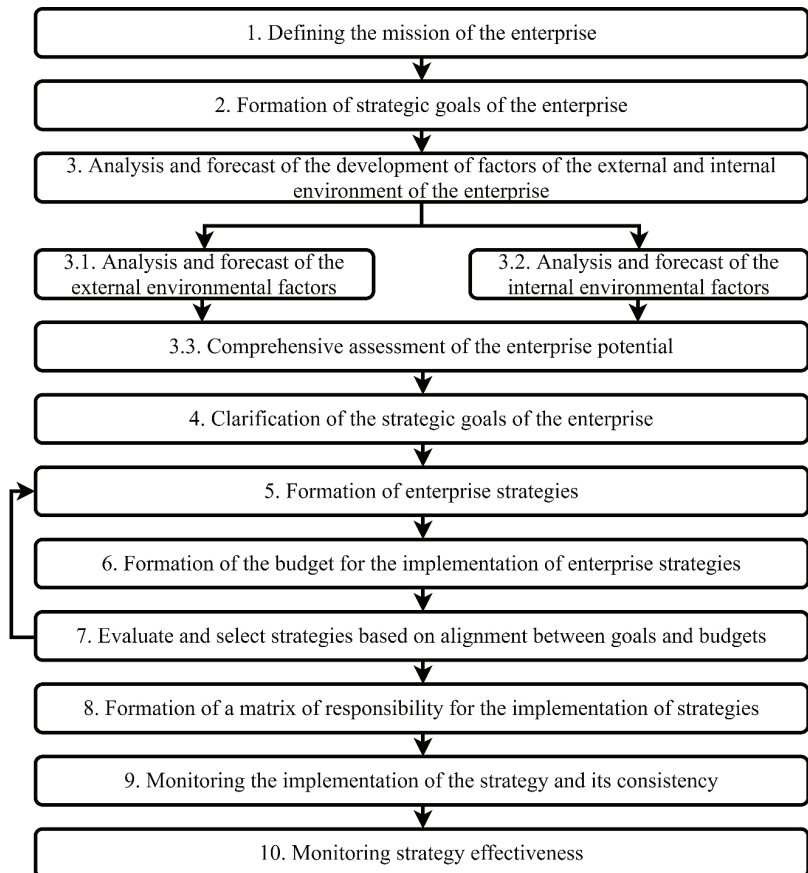 1. Defining the mission of the enterprise
2. Formation of strategic goals of the enterprise
3. Analysis and forecast of the development of factors of the external and internal
environment of the enterprise
3.1. Analysis and forecast of the
external environmental factors
3.2. Analysis and forecast of the
internal environmental factors
3.3. Comprehensive assessment of the enterprise potential
4. Clarification of the strategic goals of the enterprise
5. Formation of enterprise strategies
6. Formation of the budget for the implementation of enterprise strategies
7. Evaluate and select strategies based on alignment between goals and budgets
8. Formation of a matrix of responsibility for the implementation of strategies
9. Monitoring the implementation of the strategy and its consistency
10. Monitoring strategy effectiveness